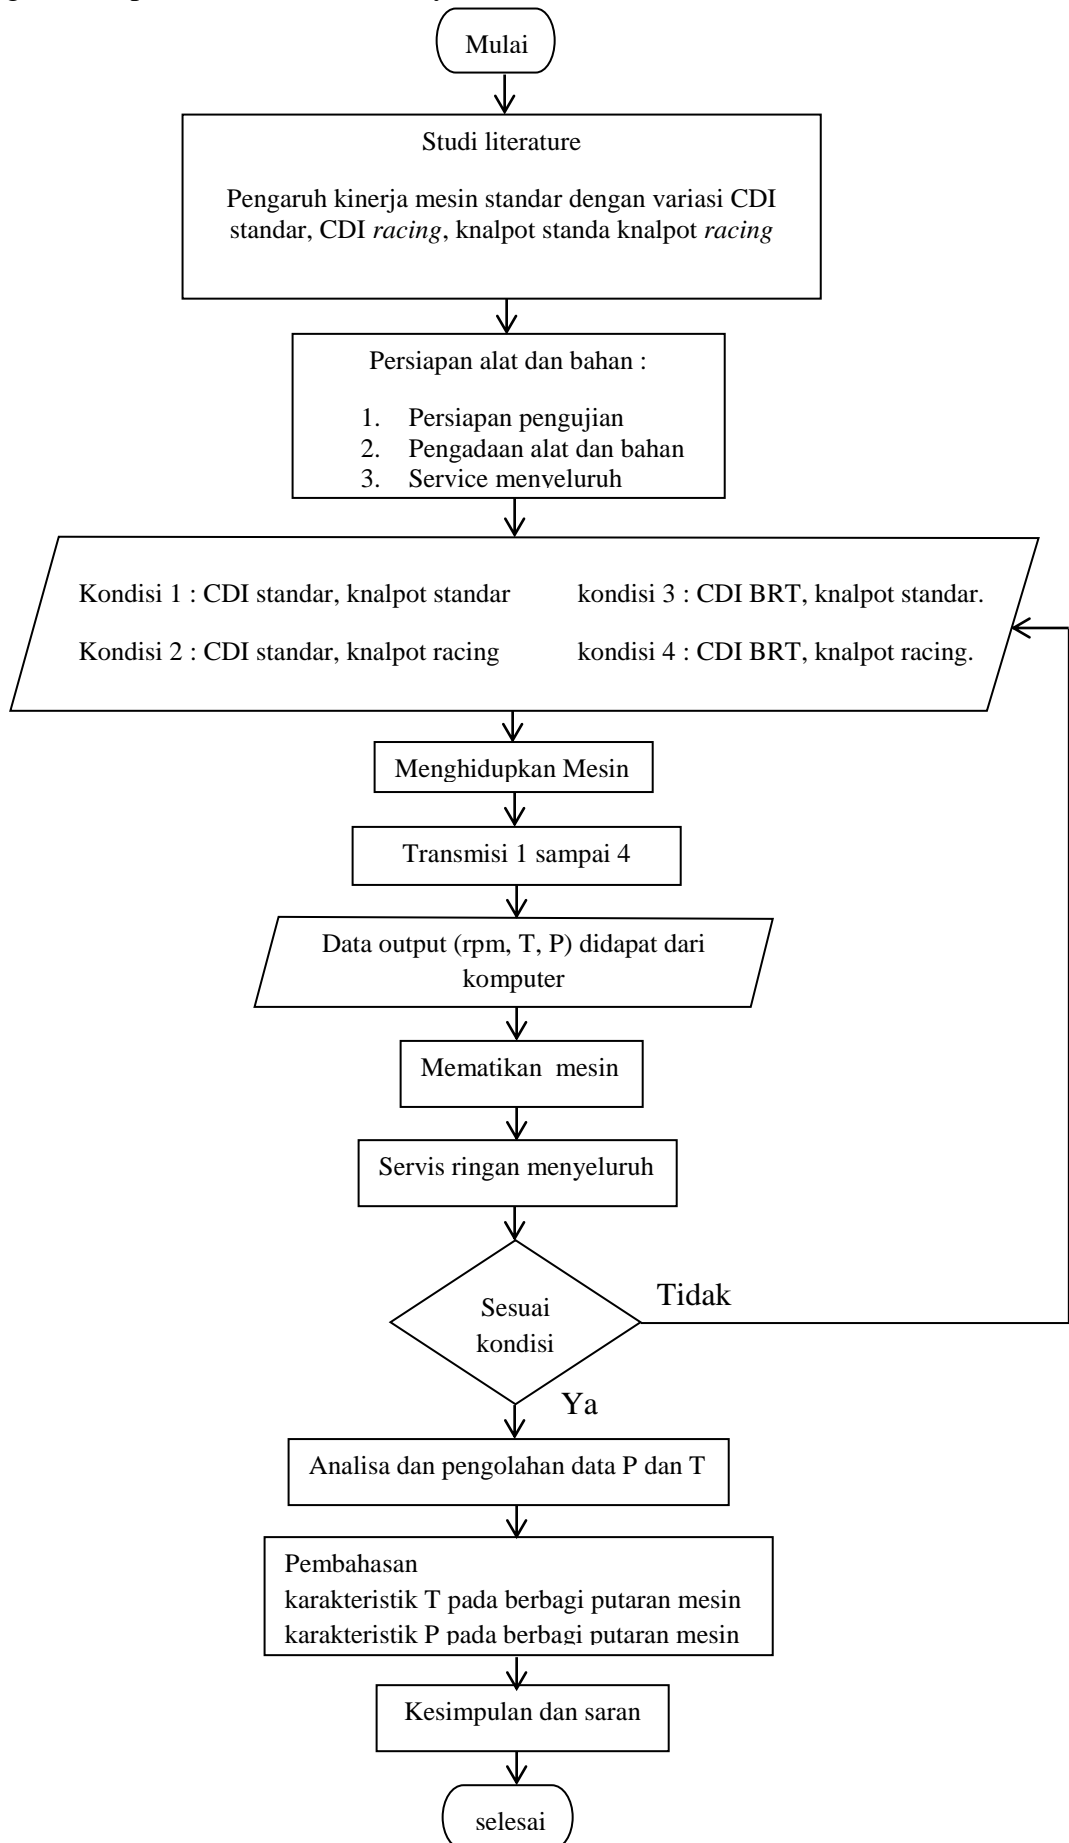 Mulai
Studi literature
Pengaruh kinerja mesin standar dengan variasi CDI
standar, CDI racing, knalpot standa knalpot racing
Persiapan alat dan bahan :
1. Persiapan pengujian
2. Pengadaan alat dan bahan
3. Service menyeluruh
Kondisi 1 : CDI standar, knalpot standar
kondisi 3 : CDI BRT, knalpot standar.
Kondisi 2 : CDI standar, knalpot racing
kondisi 4 : CDI BRT, knalpot racing.
Menghidupkan Mesin
Transmisi 1 sampai 4
Data output (rpm, T, P) didapat dari
komputer
Mematikan mesin
Servis ringan menyeluruh
Sesuai
kondisi
Tidak
Ya
Analisa dan pengolahan data P dan T
Pembahasan
karakteristik T pada berbagi putaran mesin
karakteristik P pada berbagi putaran mesin
Kesimpulan dan saran
selesai